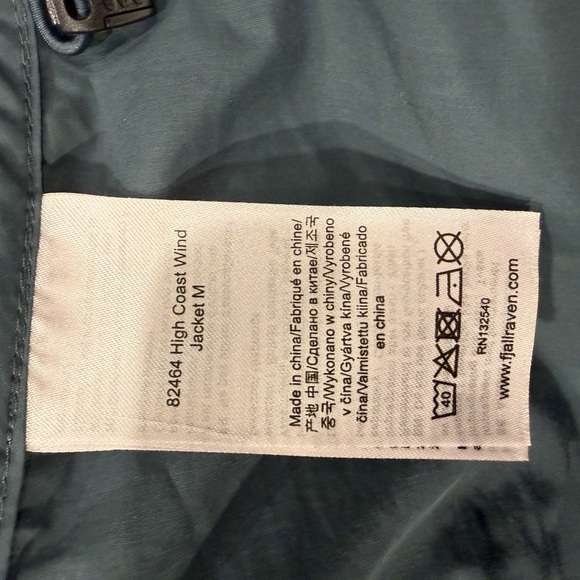 82464 High Coast Wind
Jacket M
Made in china/Fabriqué en chine/
产地 中国/Сделано в китае/제조국
중국/Wykonano w chiny/Vyrobeno
v čína/Gyártva kína/Vyrobené
čína/Valmistettu kiina/Fabricado
en china
40
RN132540
www.fjallraven.com